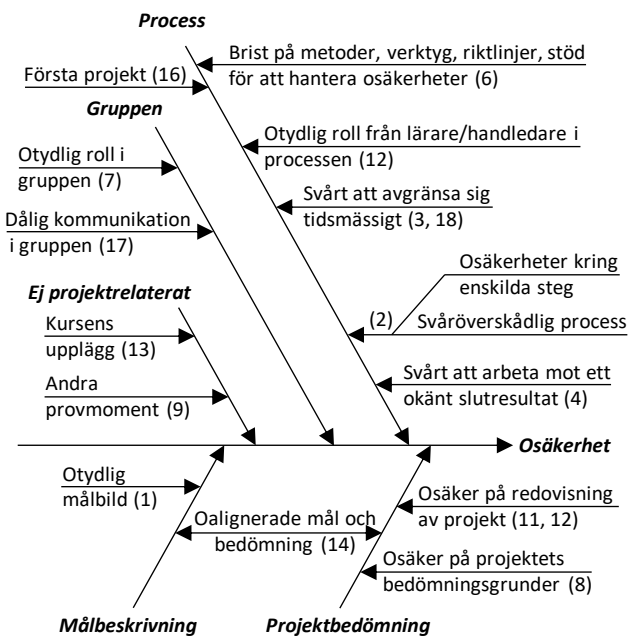 Process
Brist på metoder, verktyg, riktlinjer, stöd
för att hantera osäkerheter (6)
Första projekt (16)
Gruppen
Otydlig roll från lärare/handledare i
processen (12)
Otydlig roll i
gruppen (7)
Svårt att avgränsa sig
tidsmässigt (3, 18)
Dålig kommunikation
i gruppen (17)
Osäkerheter kring
enskilda steg
Ej projektrelaterat
(2)
Svåröverskådlig process
Kursens
upplägg (13)
Svårt att arbeta mot ett
okänt slutresultat (4)
Andra
provmoment (9)
Osäkerhet
Otydlig
målbild (1)
Osäker på redovisning
av projekt (11, 12)
Oalignerade mål och
bedömning (14)
Osäker på projektets
bedömningsgrunder (8)
Målbeskrivning
Projektbedömning